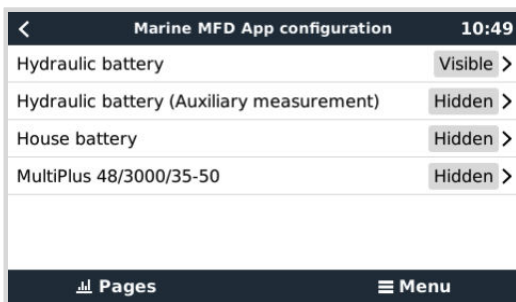 Marine MFD App configuration 10:49
Hydraulic battery Visible
Hydraulic battery (Auxiliary measurement) Hidden
House battery Hidden
MultiPlus 48/3000/35-50 Hidden
Pages Menu